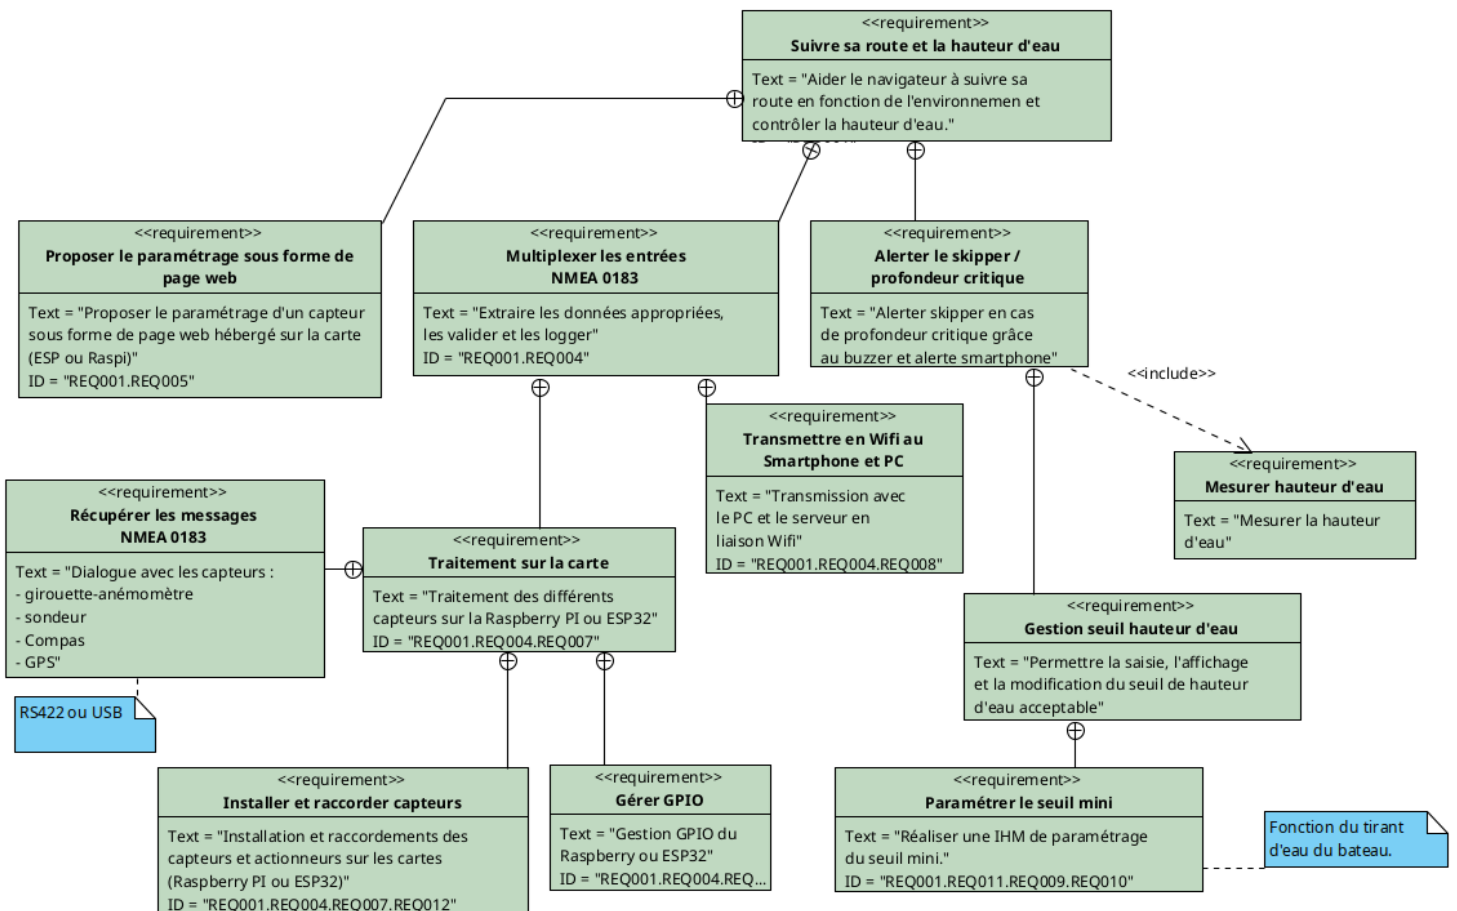 <<requirement>>
Suivre sa route et la hauteur d'eau
Text = "Aider le navigateur à suivre sa
route en fonction de l'environnemen et
contrôler la hauteur d'eau."
<<requirement>>
Proposer le paramétrage sous forme de
page web
Text = "Proposer le paramétrage d'un capteur
sous forme de page web hébergé sur la carte
(ESP ou Raspi)"
ID = "REQ001.REQ005"
<<requirement>>
Multiplexer les entrées
NMEA 0183
Text = "Extraire les données appropriées,
les valider et les logger"
ID = "REQ001.REQ004"
<<requirement>>
Alerter le skipper /
profondeur critique
Text = "Alerter skipper en cas
de profondeur critique grâce
au buzzer et alerte smartphone"
<<include>>
<<requirement>>
Transmettre en Wifi au
Smartphone et PC
Text = "Transmission avec
le PC et le serveur en
liaison Wifi"
ID = "REQ001.REQ004.REQ008"
<<requirement>>
Mesurer hauteur d'eau
Text = "Mesurer la hauteur
d'eau"
<<requirement>>
Récupérer les messages
NMEA 0183
Text = "Dialogue avec les capteurs :
- girouette-anémomètre
- sondeur
- Compas
- GPS"
<<requirement>>
Traitement sur la carte
Text = "Traitement des différents
capteurs sur la Raspberry PI ou ESP32"
ID = "REQ001.REQ004.REQ007"
<<requirement>>
Gestion seuil hauteur d'eau
Text = "Permettre la saisie, l'affichage
et la modification du seuil de hauteur
d'eau acceptable"
RS422 ou USB
<<requirement>>
Installer et raccorder capteurs
Text = "Installation et raccordements des
capteurs et actionneurs sur les cartes
(Raspberry PI ou ESP32)"
ID = "REQ001.REQ004.REQ007.REQ012"
<<requirement>>
Gérer GPIO
Text = "Gestion GPIO du
Raspberry ou ESP32"
ID = "REQ001.REQ004.REQ...
<<requirement>>
Paramétrer le seuil mini
Text = "Réaliser une IHM de paramétrage
du seuil mini."
ID = "REQ001.REQ011.REQ009.REQ010"
Fonction du tirant
d'eau du bateau.